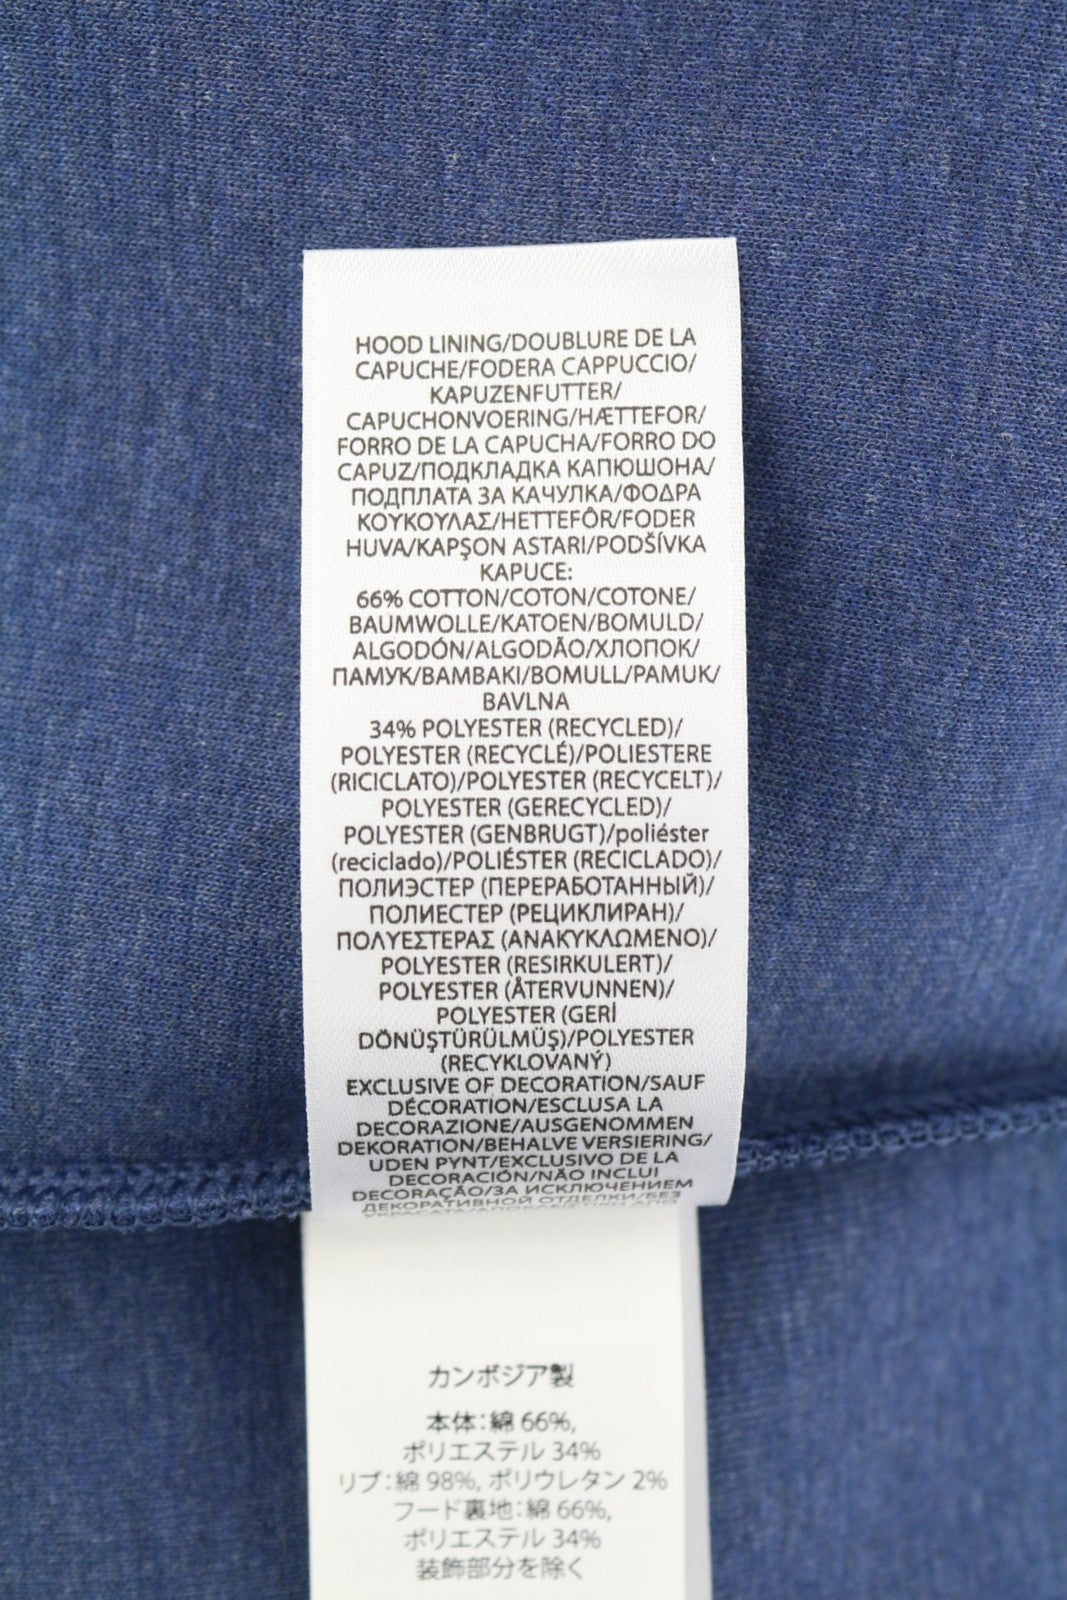 HOOD LINING/DOUBLURE DE LA
CAPUCHE/FODERA CAPPUCCIO/
KAPUZENFUTTER/
CAPUCHONVOERING/HÆTTEFOR/
FORRO DE LA CAPUCHA/FORRO DO
CAPUZ/ПОДКЛАДКА КАПЮШОНА/
ПОДПЛАТА ЗА КАЧУЛКА/ΦΟΔΡΑ
ΚΟΥΚΟΥΛΑΣ/HETTEFÔR/FODER
HUVA/KAPŞON ASTARI/PODŠÍVKA
KAPUCE:
66% COTTON/COTON/COTONE/
BAUMWOLLE/KATOEN/BOMULD/
ALGODÓN/ALGODÃO/ХЛОПОК/
ПАМУК/ΒΑΜΒΑΚΙ/BOMULL/PAMUK/
BAVLNA
34% POLYESTER (RECYCLED)/
POLYESTER (RECYCLÉ)/POLIESTERE
(RICICLATO)/POLYESTER (RECYCELT)/
POLYESTER (GERECYCLED)/
POLYESTER (GENBRUGT)/poliéster
(reciclado)/POLIÉSTER (RECICLADO)/
ПОЛИЭСТЕР (ПЕРЕРАБОТАННЫЙ)/
ПОЛИЕСТЕР (РЕЦИКЛИРАН)/
ΠΟΛΥΕΣΤΕΡΑΣ (ΑΝΑΚΥΚΛΩΜΕΝΟ)/
POLYESTER (RESIRKULERT)/
POLYESTER (ÅTERVUNNEN)/
POLYESTER (GERİ
DÖNÜŞTÜRÜLMÜŞ)/POLYESTER
(RECYKLOVANÝ)
EXCLUSIVE OF DECORATION/SAUF
DÉCORATION/ESCLUSA LA
DECORAZIONE/AUSGENOMMEN
DEKORATION/BEHALVE VERSIERING/
UDEN PYNT/EXCLUSIVO DE LA
DECORACIÓN/NÃO INCLUI
DECORAÇÃO/ЗА ИСКЛЮЧЕНИЕМ
ДЕКОРАТИВНОЙ ОТДЕЛКИ/БЕЗ
カンボジア製
本体：綿 66%,
ポリエステル 34%
リブ：綿 98%, ポリウレタン 2%
フード裏地：綿 66%,
ポリエステル 34%
装飾部分を除く